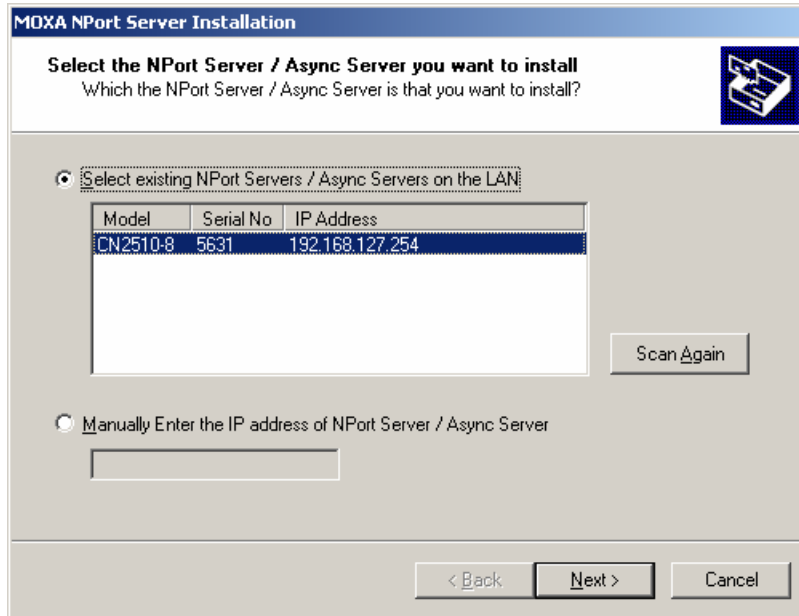 MOXA NPort Server Installation
Select the NPort Server / Async Server you want to install
Which the NPort Server / Async Server is that you want to install?
Select existing NPort Servers / Async Servers on the LAN
Model Serial No IP Address
CN2510-8 5631 192.168.127.254
Scan Again
Manually Enter the IP address of NPort Server / Async Server
< Back Next > Cancel